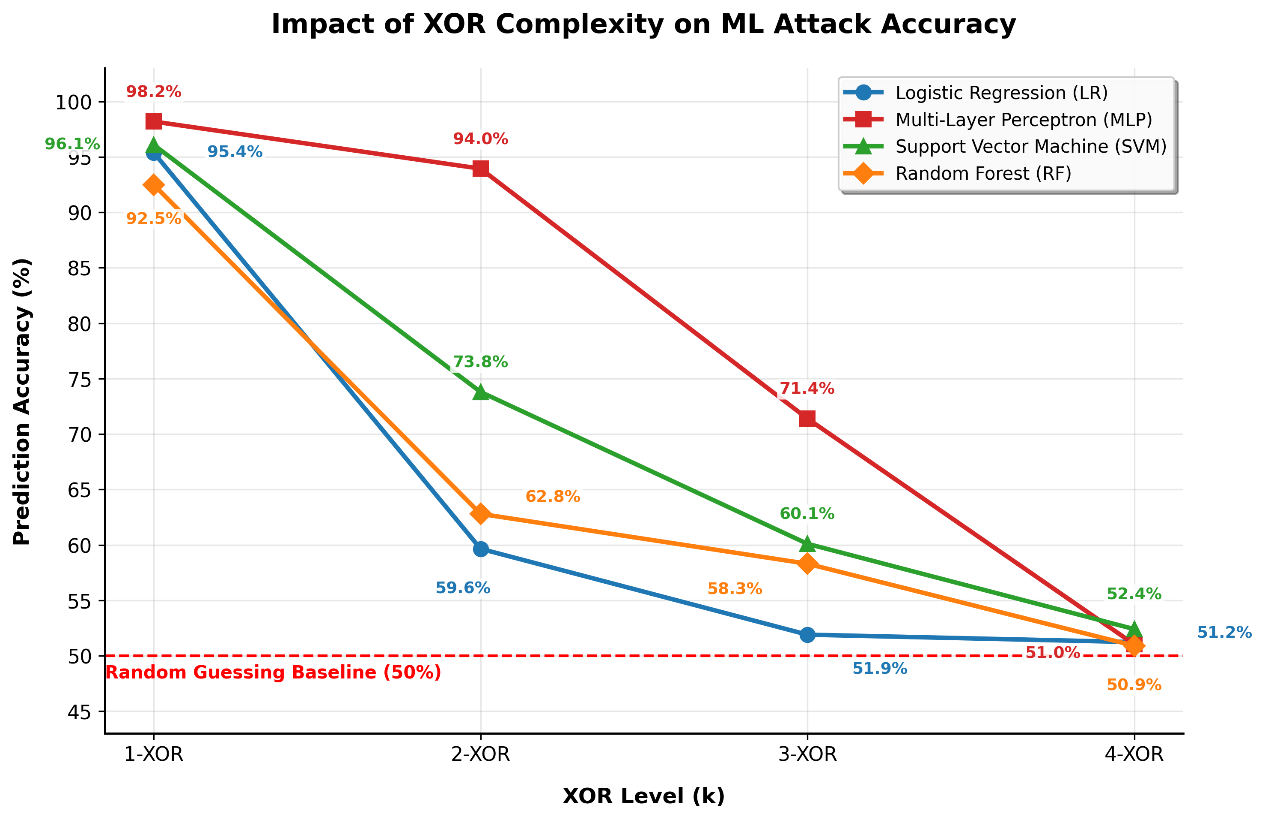 Impact of XOR Complexity on ML Attack Accuracy
Logistic Regression (LR)
Multi-Layer Perceptron (MLP)
Support Vector Machine (SVM)
Random Forest (RF)
Prediction Accuracy (%)
100
95
90
85
80
75
70
65
60
55
50
45
98.2%
96.1%
95.4%
92.5%
94.0%
73.8%
62.8%
59.6%
71.4%
60.1%
58.3%
51.9%
52.4%
51.2%
51.0%
50.9%
Random Guessing Baseline (50%)
1-XOR
2-XOR
3-XOR
4-XOR
XOR Level (k)